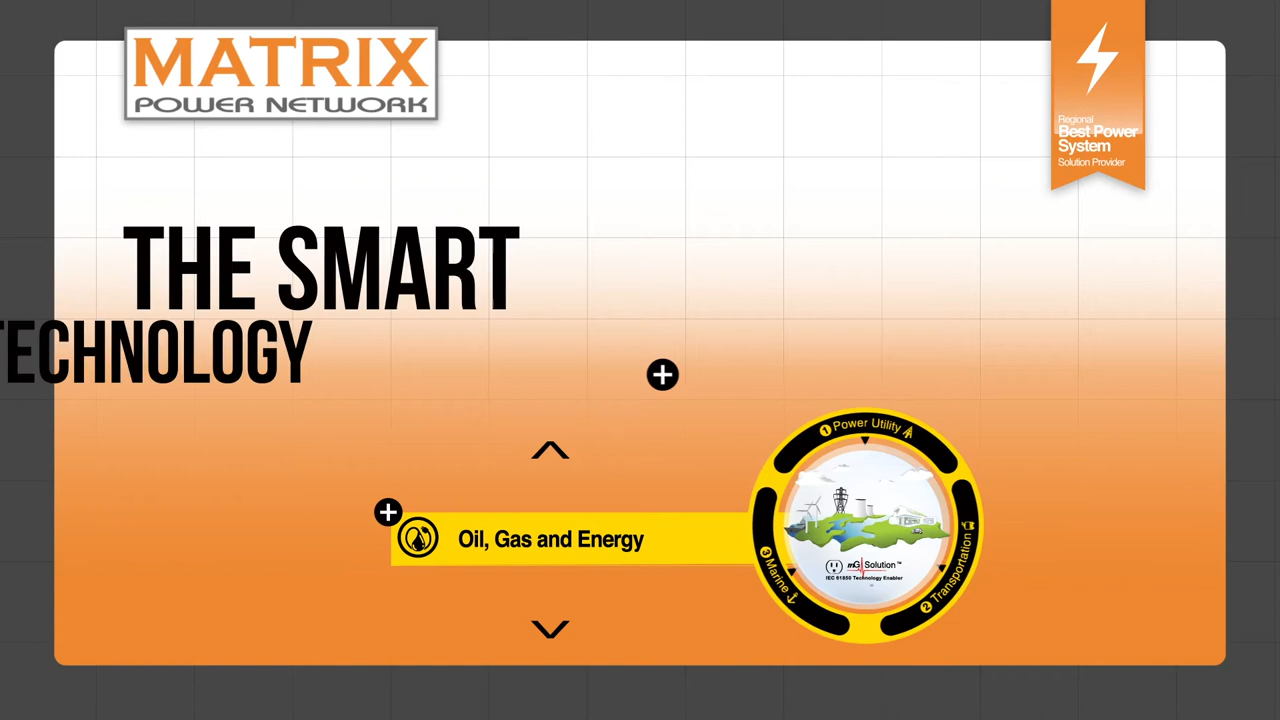 MATRIX
POWER NETWORK
Regional
Best Power
System
Solution Provider
THE SMART
TECHNOLOGY
Oil, Gas and Energy
1 Power Utility
2 Transportation
3 Marine
mG Solution™
IEC 61850 Technology Enabler